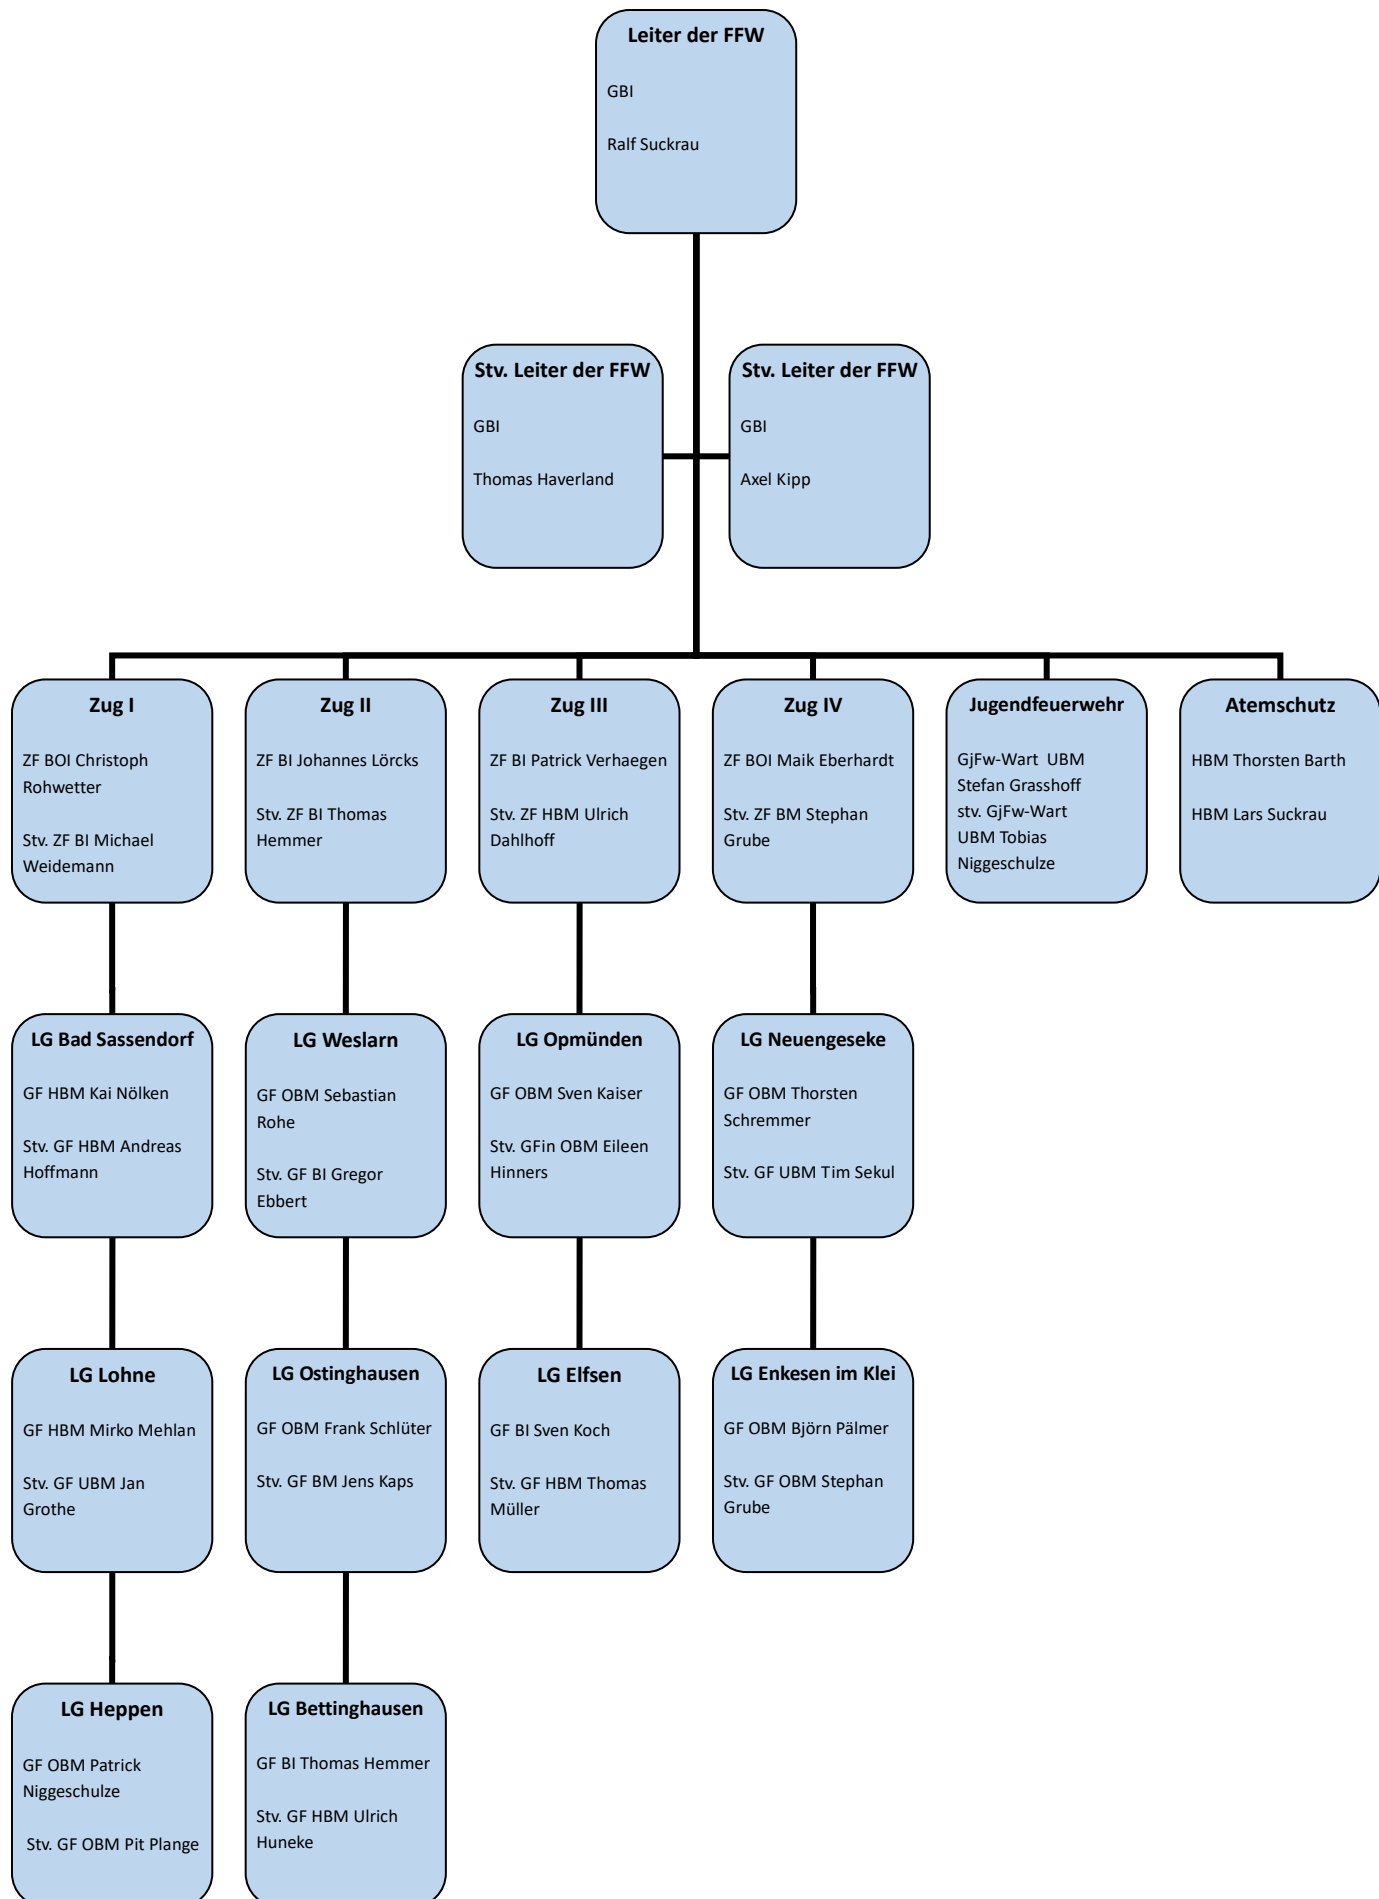 Leiter der FFW
GBI
Ralf Suckrau
Stv. Leiter der FFW
GBI
Thomas Haverland
Stv. Leiter der FFW
GBI
Axel Kipp
Zug I
ZF BOI Christoph
Rohwetter
Stv. ZF BI Michael
Weidemann
Zug II
ZF BI Johannes Lörcks
Stv. ZF BI Thomas
Hemmer
Zug III
ZF BI Patrick Verhaegen
Stv. ZF HBM Ulrich
Dahlhoff
Zug IV
ZF BOI Maik Eberhardt
Stv. ZF BM Stephan
Grube
Jugendfeuerwehr
GjFw-Wart UBM
Stefan Grasshoff
stv. GjFw-Wart
UBM Tobias
Niggeschulze
Atemschutz
HBM Thorsten Barth
HBM Lars Suckrau
LG Bad Sassendorf
GF HBM Kai Nölken
Stv. GF HBM Andreas
Hoffmann
LG Weslarn
GF OBM Sebastian
Rohe
Stv. GF BI Gregor
Ebbert
LG Opmünden
GF OBM Sven Kaiser
Stv. GFin OBM Eileen
Hinners
LG Neuengeseke
GF OBM Thorsten
Schremmer
Stv. GF UBM Tim Sekul
LG Lohne
GF HBM Mirko Mehlan
Stv. GF UBM Jan
Grothe
LG Ostinghausen
GF OBM Frank Schlüter
Stv. GF BM Jens Kaps
LG Elfsen
GF BI Sven Koch
Stv. GF HBM Thomas
Müller
LG Enkesen im Klei
GF OBM Björn Pälmer
Stv. GF OBM Stephan
Grube
LG Heppen
GF OBM Patrick
Niggeschulze
Stv. GF OBM Pit Plange
LG Bettinghausen
GF BI Thomas Hemmer
Stv. GF HBM Ulrich
Huneke